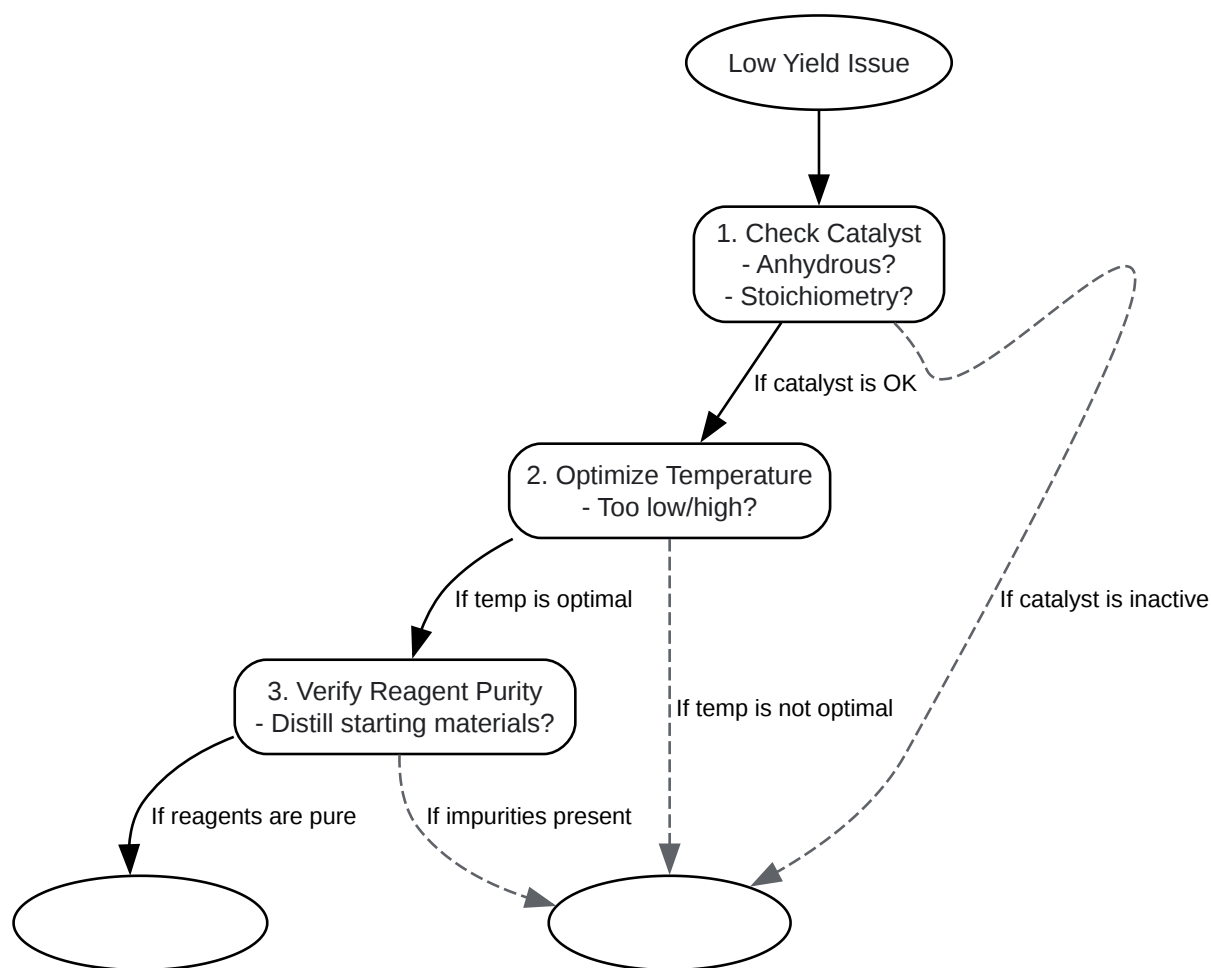 Low Yield Issue
1. Check Catalyst
- Anhydrous?
- Stoichiometry?
If catalyst is OK
2. Optimize Temperature
- Too low/high?
If temp is optimal
If catalyst is inactive
3. Verify Reagent Purity
- Distill starting materials?
If temp is not optimal
If reagents are pure
If impurities present